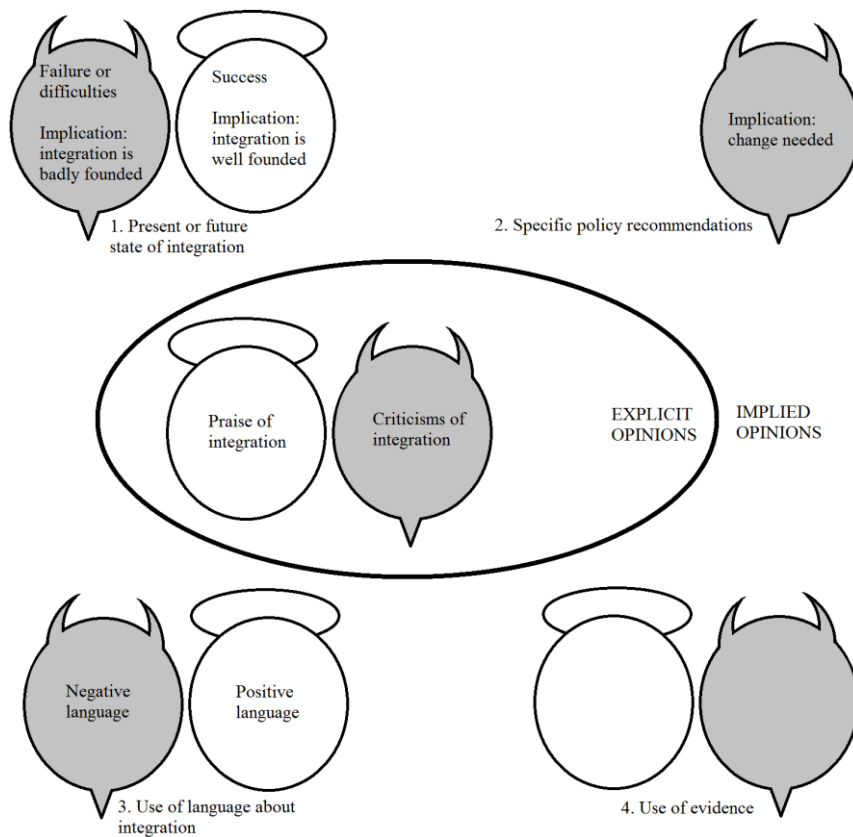 Failure or
difficulties
Implication:
integration is
badly founded
Success
Implication:
integration is
well founded
1. Present or future
state of integration
Implication:
change needed
2. Specific policy recommendations
Praise of
integration
Criticisms of
integration
EXPLICIT
OPINIONS
IMPLIED
OPINIONS
Negative
language
Positive
language
3. Use of language about
integration
4. Use of evidence